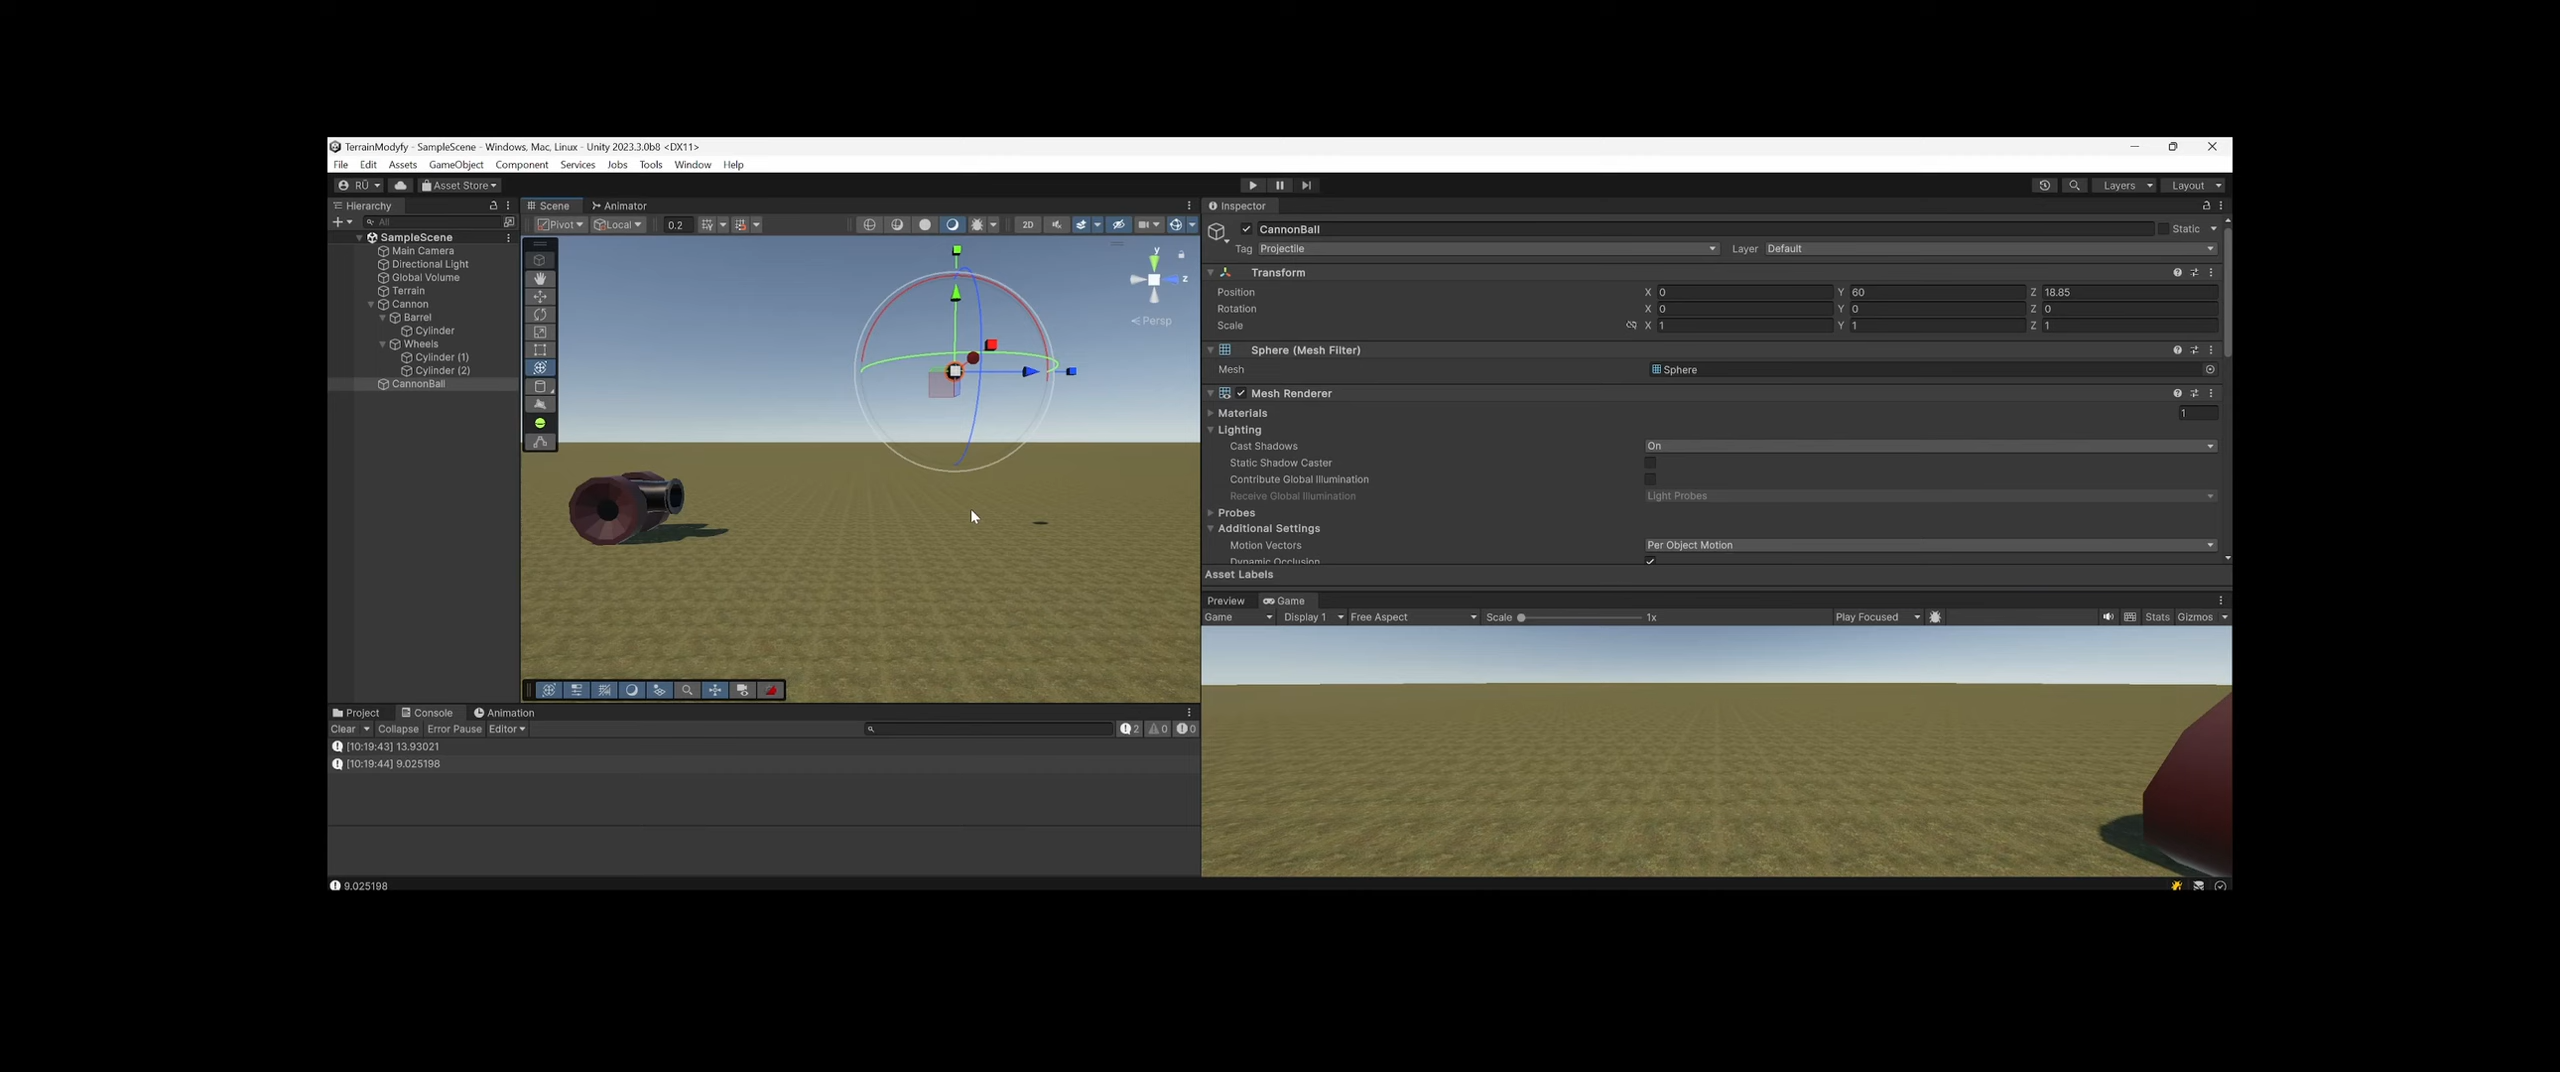 TerrainModyfy - SampleScene - Windows, Mac, Linux - Unity 2023.3.0b8 <DX11>
File Edit Assets GameObject Component Services Jobs Tools Window Help
RÜ Asset Store Layers Layout
Hierarchy
All
SampleScene
Main Camera
Directional Light
Global Volume
Terrain
Cannon
Barrel
Cylinder
Wheels
Cylinder (1)
Cylinder (2)
CannonBall
Scene Animator
Pivot Local 0.2 2D
y
z
Persp
Inspector
CannonBall Static
Tag Projectile Layer Default
Transform
Position X 0 Y 60 Z 18.85
Rotation X 0 Y 0 Z 0
Scale X 1 Y 1 Z 1
Sphere (Mesh Filter)
Mesh Sphere
Mesh Renderer
Materials 1
Lighting
Cast Shadows On
Static Shadow Caster
Contribute Global Illumination
Receive Global Illumination Light Probes
Probes
Additional Settings
Motion Vectors Per Object Motion
Dynamic Occlusion
Asset Labels
Preview Game
Game Display 1 Free Aspect Scale 1x Play Focused Stats Gizmos
Project Console Animation
Clear Collapse Error Pause Editor 2 0 0
[10:19:43] 13.93021
[10:19:44] 9.025198
9.025198